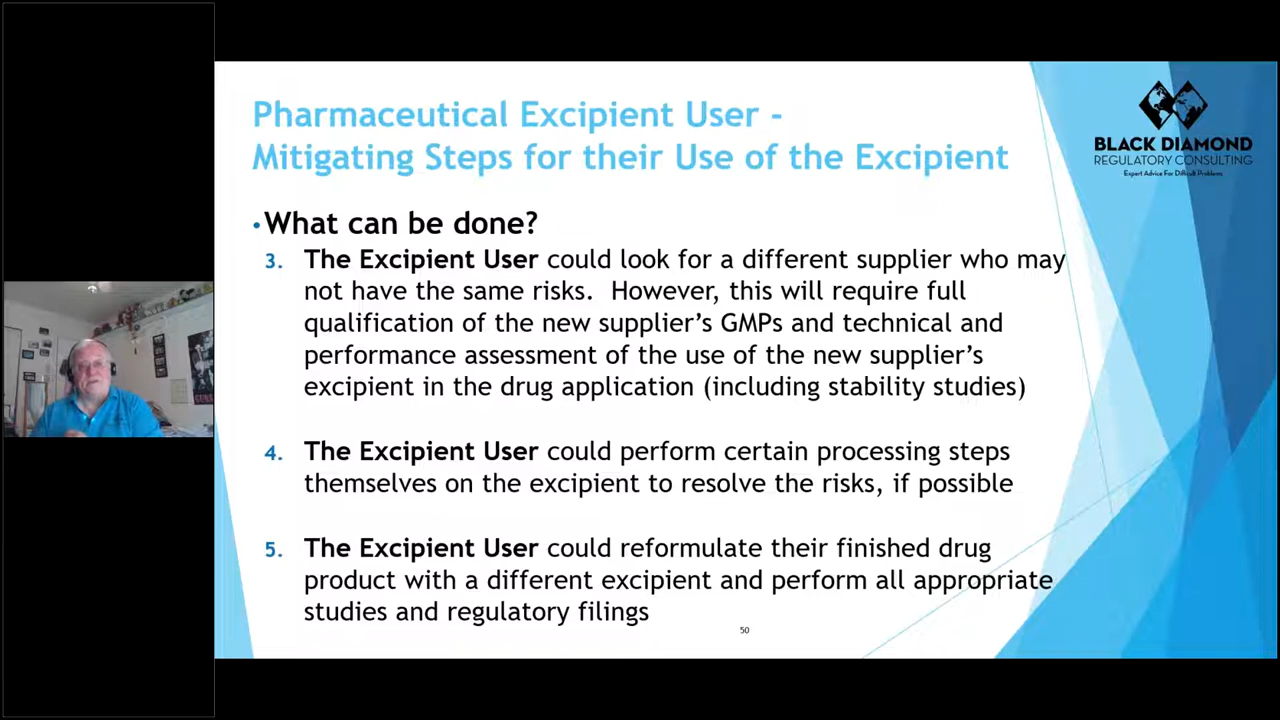 Pharmaceutical Excipient User -
Mitigating Steps for their Use of the Excipient
BLACK DIAMOND
REGULATORY CONSULTING
Expert Advice For Difficult Problems
• What can be done?
3. The Excipient User could look for a different supplier who may
not have the same risks. However, this will require full
qualification of the new supplier's GMPs and technical and
performance assessment of the use of the new supplier's
excipient in the drug application (including stability studies)
4. The Excipient User could perform certain processing steps
themselves on the excipient to resolve the risks, if possible
5. The Excipient User could reformulate their finished drug
product with a different excipient and perform all appropriate
studies and regulatory filings
50